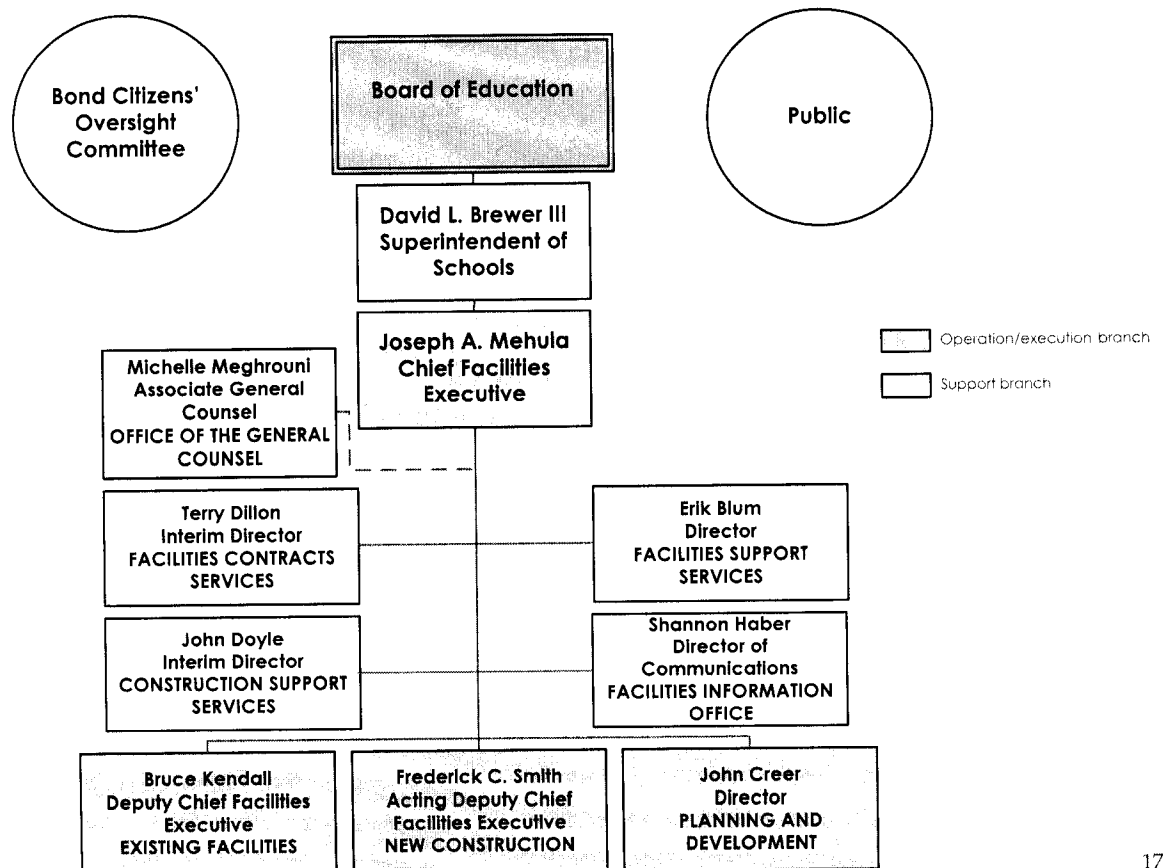 Bond Citizens'
Oversight
Committee
Board of Education
Public
David L. Brewer III
Superintendent of
Schools
Joseph A. Mehula
Chief Facilities
Executive
Operation/execution branch
Support branch
Michelle Meghrouni
Associate General
Counsel
OFFICE OF THE GENERAL
COUNSEL
Terry Dillon
Interim Director
FACILITIES CONTRACTS
SERVICES
Erik Blum
Director
FACILITIES SUPPORT
SERVICES
John Doyle
Interim Director
CONSTRUCTION SUPPORT
SERVICES
Shannon Haber
Director of
Communications
FACILITIES INFORMATION
OFFICE
Bruce Kendall
Deputy Chief Facilities
Executive
EXISTING FACILITIES
Frederick C. Smith
Acting Deputy Chief
Facilities Executive
NEW CONSTRUCTION
John Creer
Director
PLANNING AND
DEVELOPMENT
17